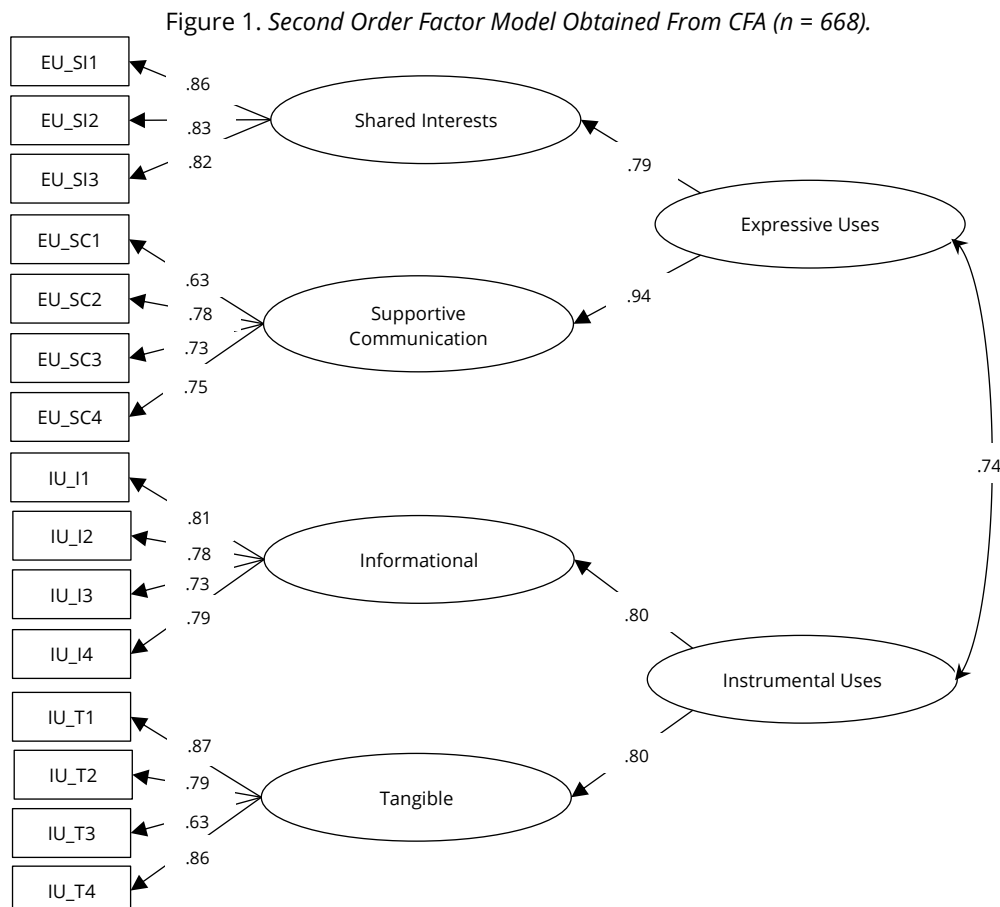 Figure 1. Second Order Factor Model Obtained From CFA (n = 668).
EU_SI1
.86
EU_SI2
.83
Shared Interests
EU_SI3
.82
.79
EU_SC1
Expressive Uses
.63
EU_SC2
.78
.94
Supportive
Communication
EU_SC3
.73
EU_SC4
.75
IU_I1
.74
.81
IU_I2
.78
Informational
IU_I3
.73
.79
.80
IU_I4
Instrumental Uses
IU_T1
.87
.80
IU_T2
.79
Tangible
IU_T3
.63
.86
IU_T4